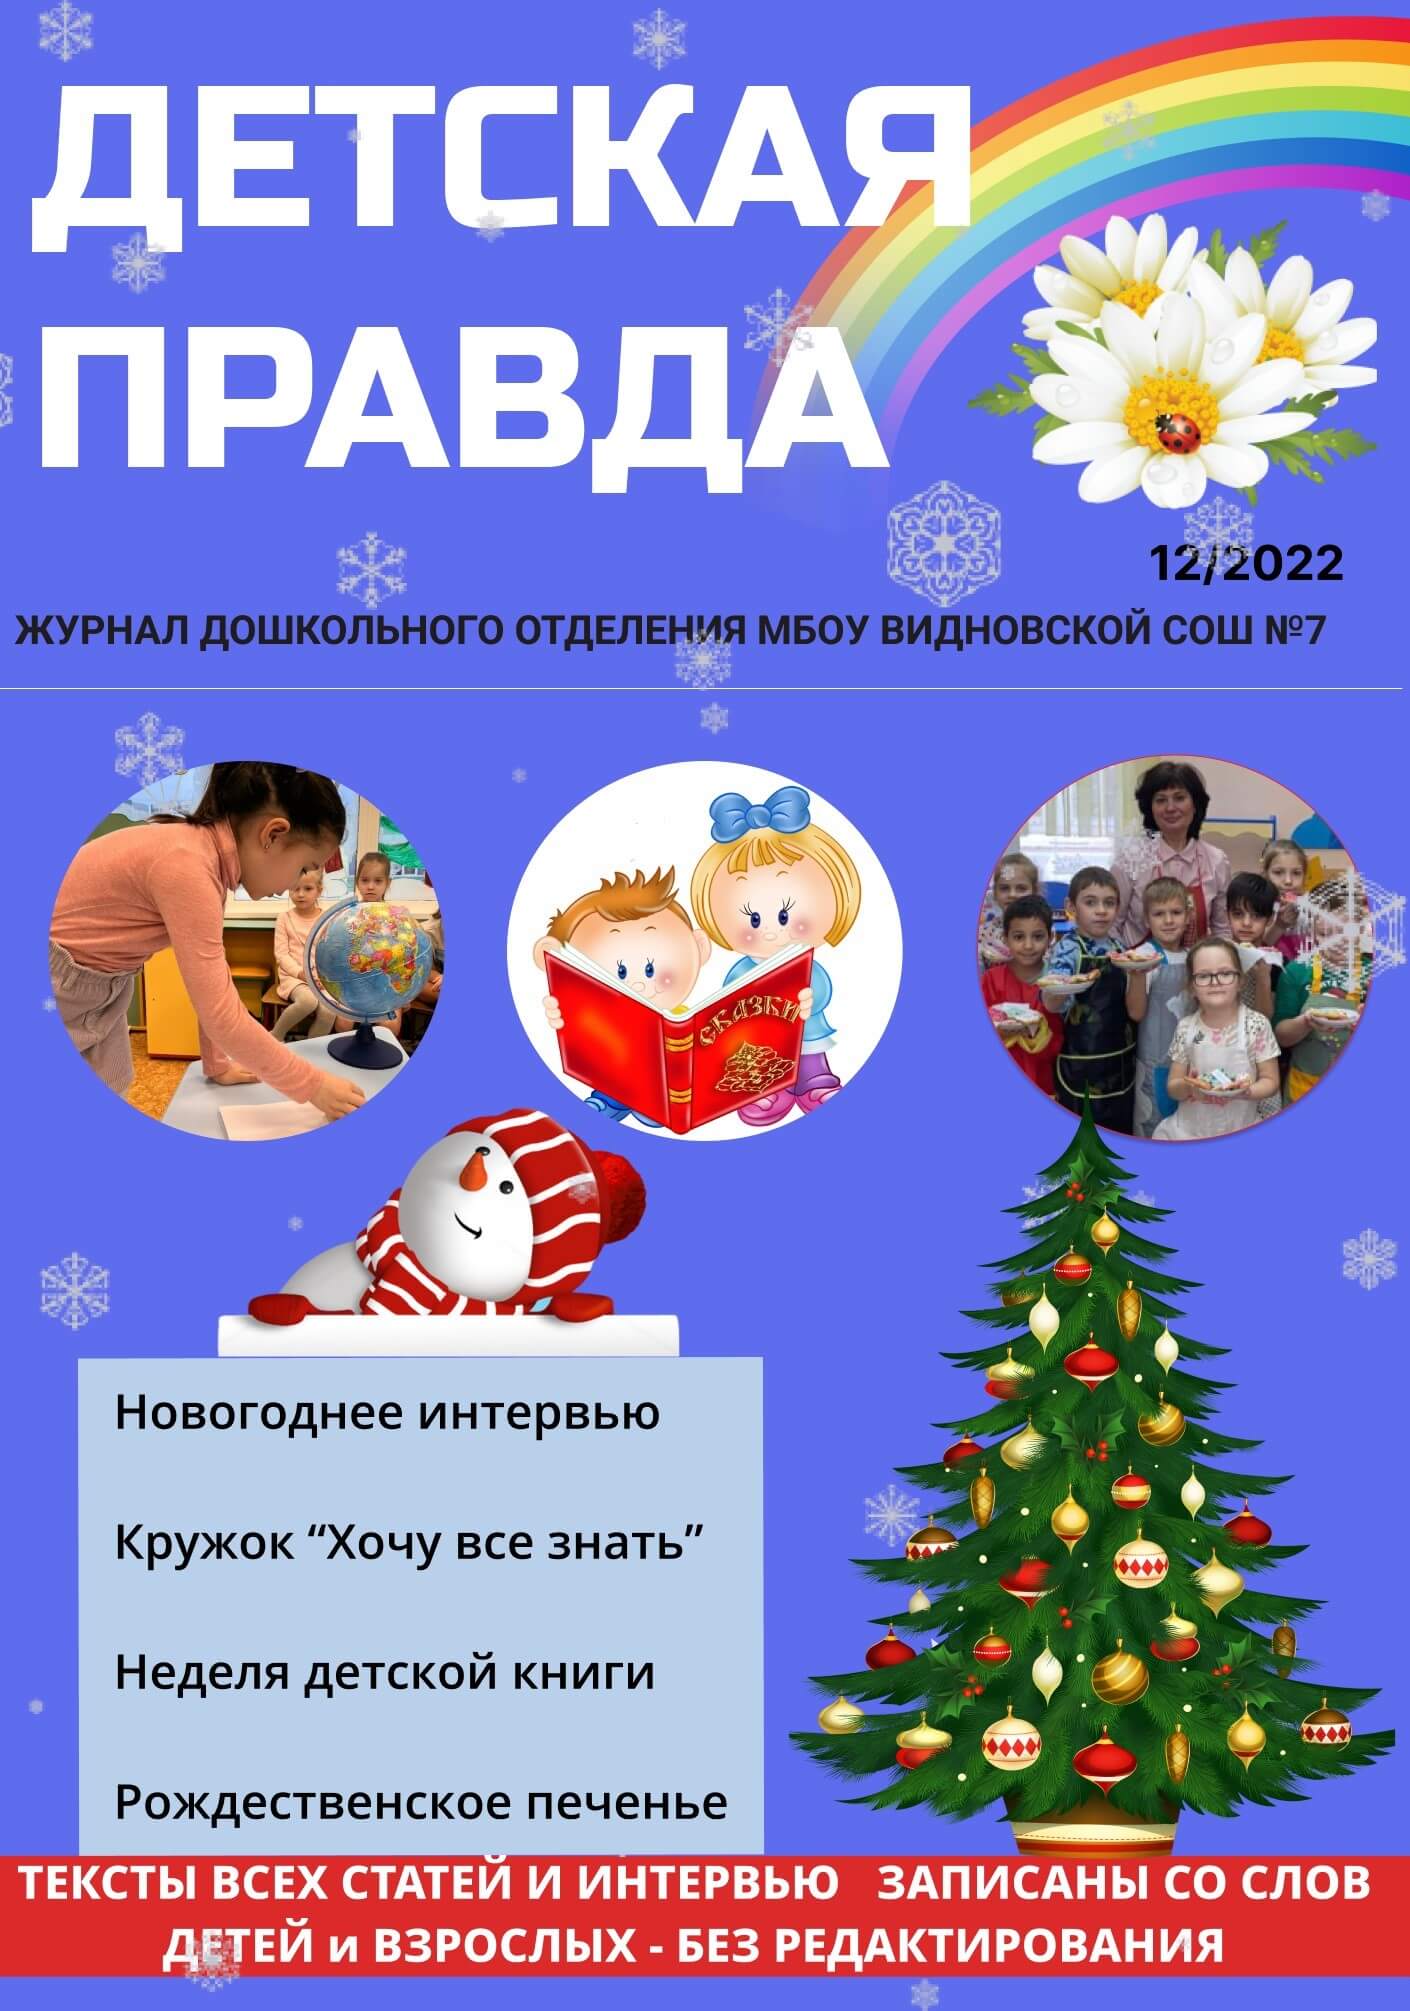 ДЕТСКАЯ
ПРАВДА
12/2022
ЖУРНАЛ ДОШКОЛЬНОГО ОТДЕЛЕНИЯ МБОУ ВИДНОВСКОЙ СОШ №7
СКАЗКИ
Новогоднее интервью
Кружок “Хочу все знать”
Неделя детской книги
Рождественское печенье
ТЕКСТЫ ВСЕХ СТАТЕЙ И ИНТЕРВЬЮ ЗАПИСАНЫ СО СЛОВ
ДЕТЕЙ и ВЗРОСЛЫХ - БЕЗ РЕДАКТИРОВАНИЯ